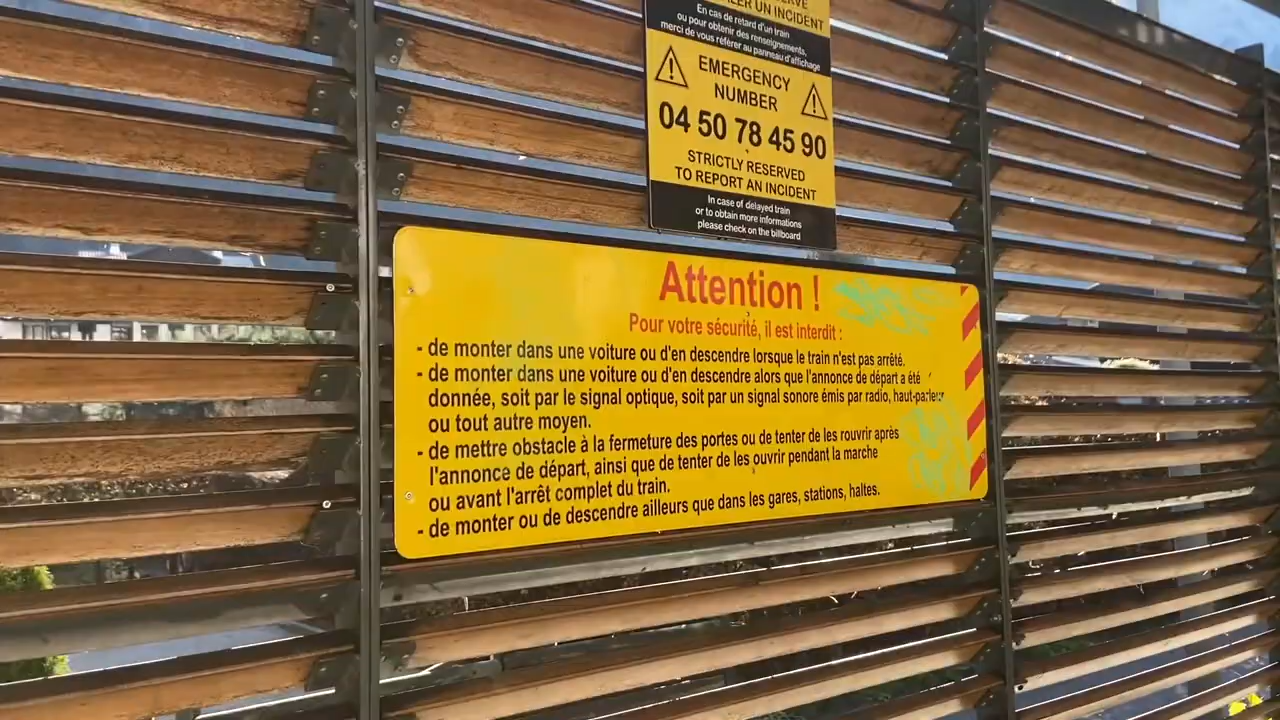 UN INCIDENT
En cas de retard d'un train
ou pour obtenir des renseignements,
merci de vous référer au panneau d'affichage
EMERGENCY
NUMBER
04 50 78 45 90
STRICTLY RESERVED
TO REPORT AN INCIDENT
In case of delayed train
or to obtain more informations
please check on the billboard
Attention !
Pour votre sécurité, il est interdit :
- de monter dans une voiture ou d'en descendre lorsque le train n'est pas arrêté.
- de monter dans une voiture ou d'en descendre alors que l'annonce de départ a été
donnée, soit par le signal optique, soit par un signal sonore émis par radio, haut-parleur
ou tout autre moyen.
- de mettre obstacle à la fermeture des portes ou de tenter de les rouvrir après
l'annonce de départ, ainsi que de tenter de les ouvrir pendant la marche
ou avant l'arrêt complet du train.
- de monter ou de descendre ailleurs que dans les gares, stations, haltes.